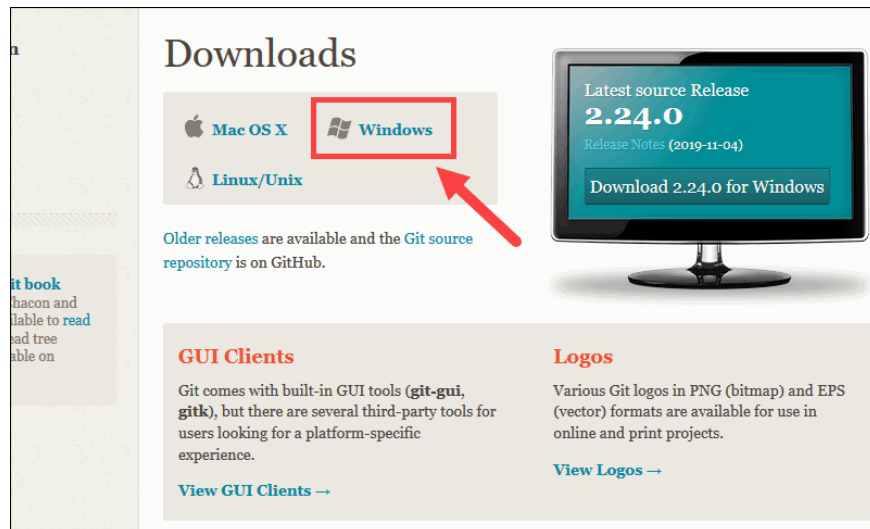 Downloads
Mac OS X
Windows
Linux/Unix
Older releases are available and the Git source
repository is on GitHub.
Latest source Release
2.24.0
Release Notes (2019-11-04)
Download 2.24.0 for Windows
book
and
to read
tree
on
GUI Clients
Git comes with built-in GUI tools (git-gui,
gitk), but there are several third-party tools for
users looking for a platform-specific
experience.
View GUI Clients →
Logos
Various Git logos in PNG (bitmap) and EPS
(vector) formats are available for use in
online and print projects.
View Logos →